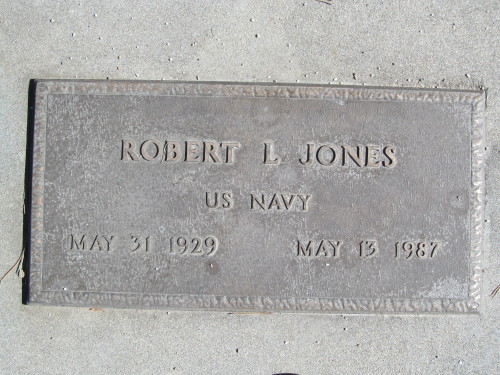 ROBERT L JONES
US NAVY
MAY 31 1929 MAY 13 1987